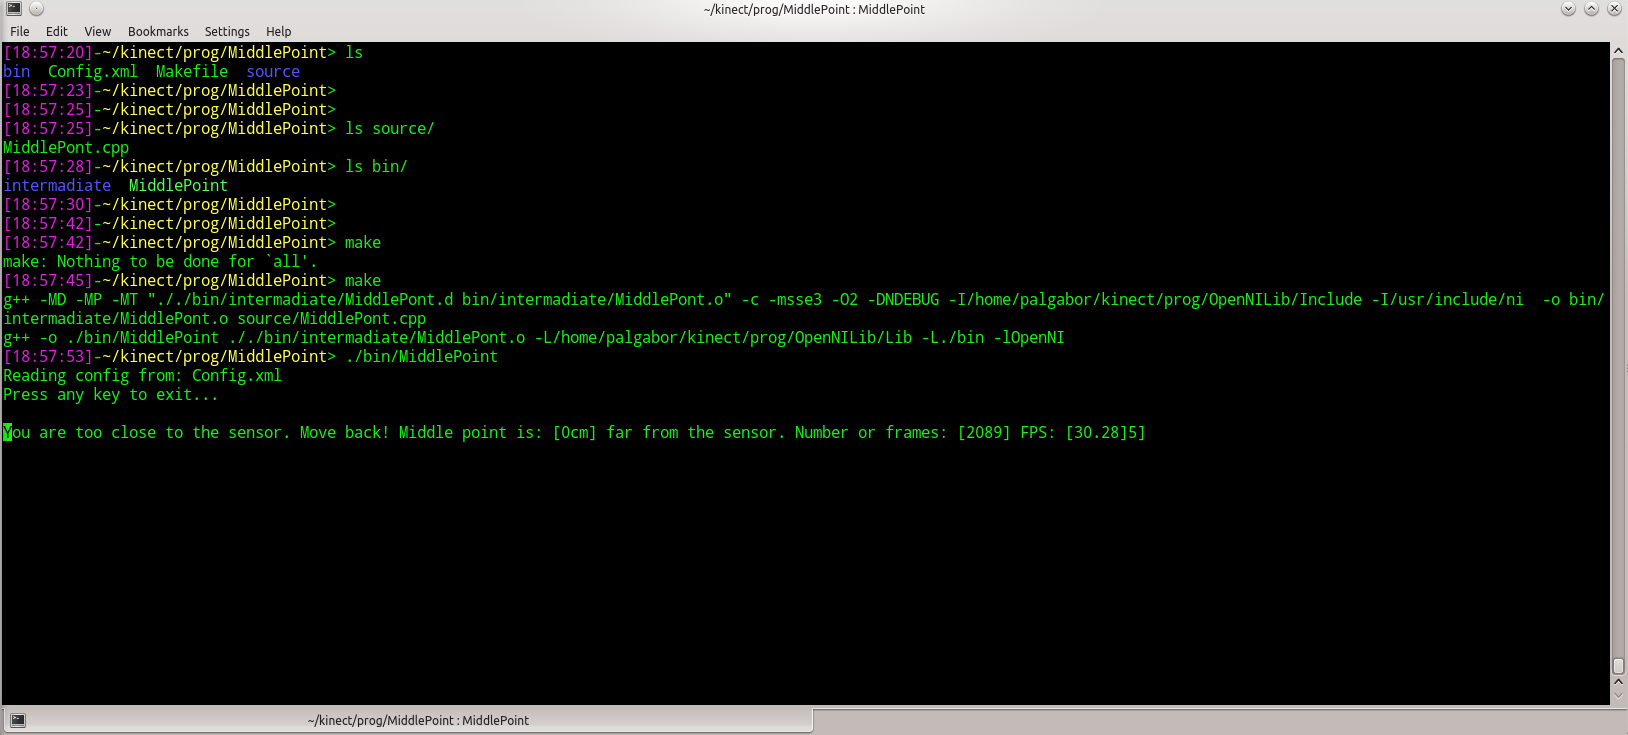 ~/kinect/prog/MiddlePoint : MiddlePoint
File Edit View Bookmarks Settings Help
[18:57:20]-~/kinect/prog/MiddlePoint> ls
bin  Config.xml  Makefile  source
[18:57:23]-~/kinect/prog/MiddlePoint>
[18:57:25]-~/kinect/prog/MiddlePoint>
[18:57:25]-~/kinect/prog/MiddlePoint> ls source/
MiddlePont.cpp
[18:57:28]-~/kinect/prog/MiddlePoint> ls bin/
intermadiate  MiddlePoint
[18:57:30]-~/kinect/prog/MiddlePoint>
[18:57:42]-~/kinect/prog/MiddlePoint>
[18:57:42]-~/kinect/prog/MiddlePoint> make
make: Nothing to be done for `all'.
[18:57:45]-~/kinect/prog/MiddlePoint> make
g++ -MD -MP -MT "././bin/intermadiate/MiddlePont.d bin/intermadiate/MiddlePont.o" -c -msse3 -O2 -DNDEBUG -I/home/palgabor/kinect/prog/OpenNILib/Include -I/usr/include/ni  -o bin/
intermadiate/MiddlePont.o source/MiddlePont.cpp
g++ -o ./bin/MiddlePoint ././bin/intermadiate/MiddlePont.o -L/home/palgabor/kinect/prog/OpenNILib/Lib -L./bin -lOpenNI
[18:57:53]-~/kinect/prog/MiddlePoint> ./bin/MiddlePoint
Reading config from: Config.xml
Press any key to exit...
You are too close to the sensor. Move back! Middle point is: [0cm] far from the sensor. Number or frames: [2089] FPS: [30.28]5]
~/kinect/prog/MiddlePoint : MiddlePoint